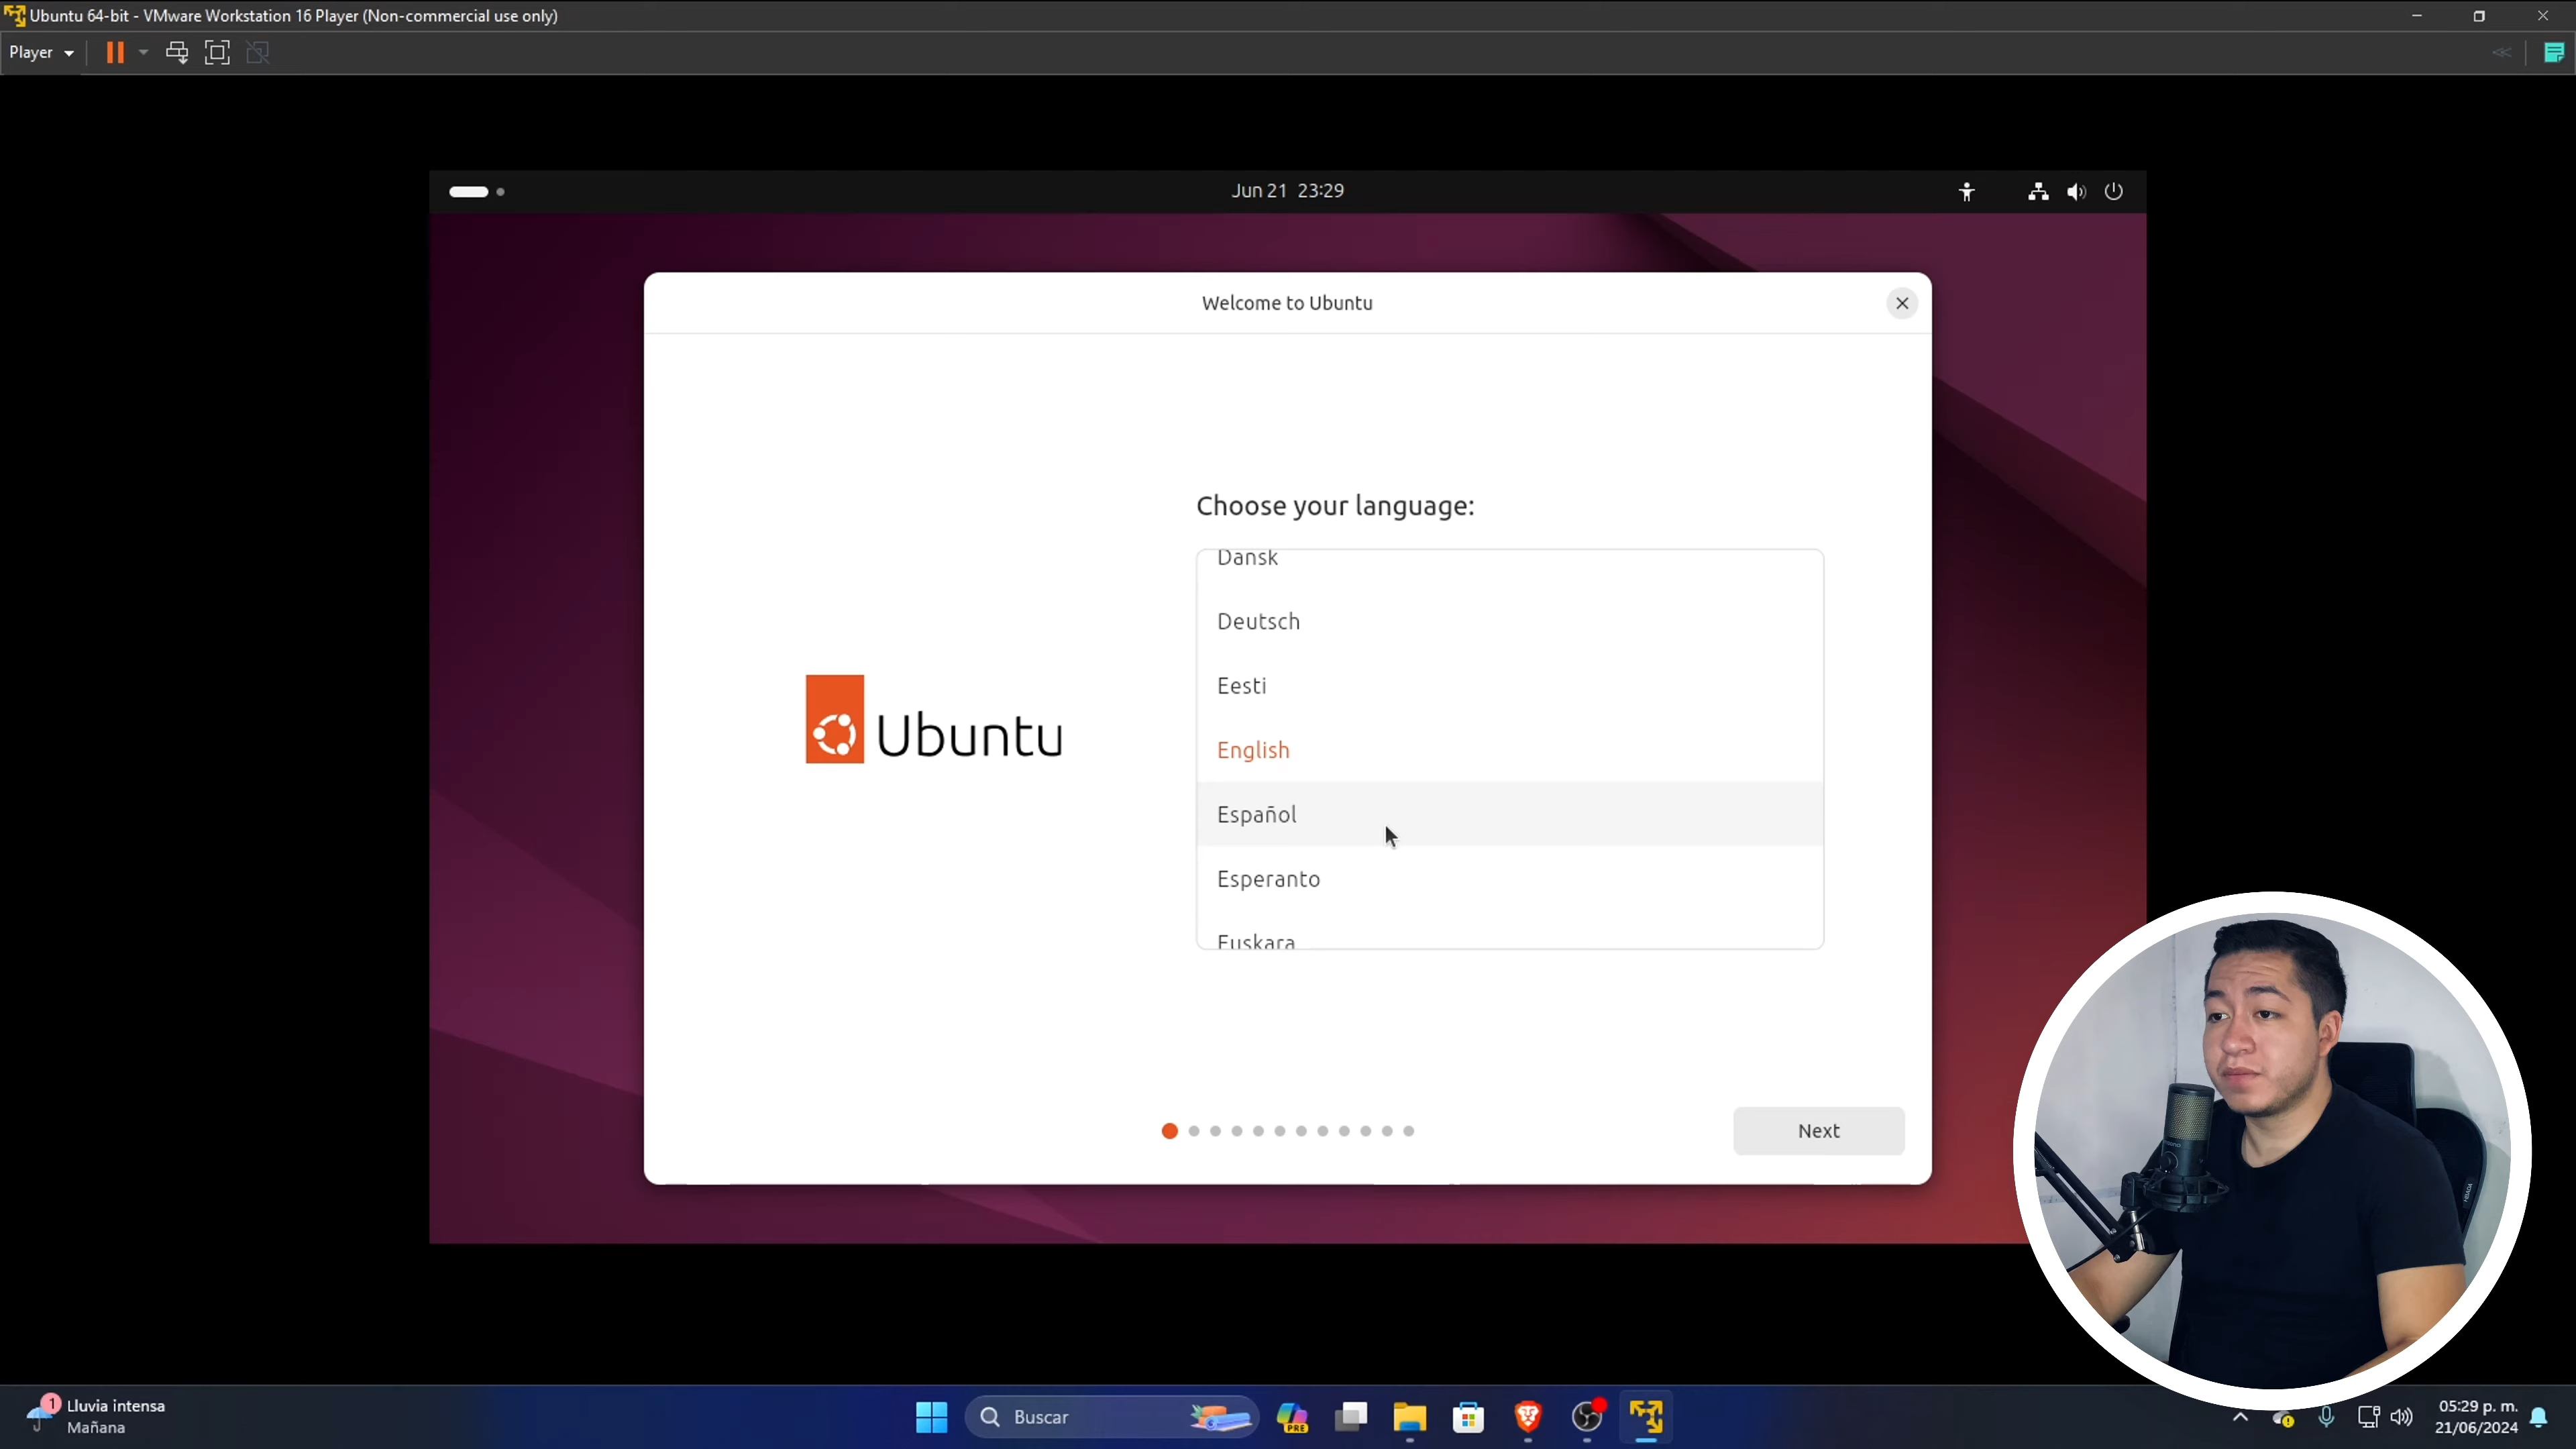 Ubuntu 64-bit - VMware Workstation 16 Player (Non-commercial use only)
Player
Jun 21 23:29
Welcome to Ubuntu
Choose your language:
Dansk
Deutsch
Eesti
English
Español
Esperanto
Euskara
Ubuntu
Next
1
Lluvia intensa
Mañana
Buscar
PRE
05:29 p. m.
21/06/2024